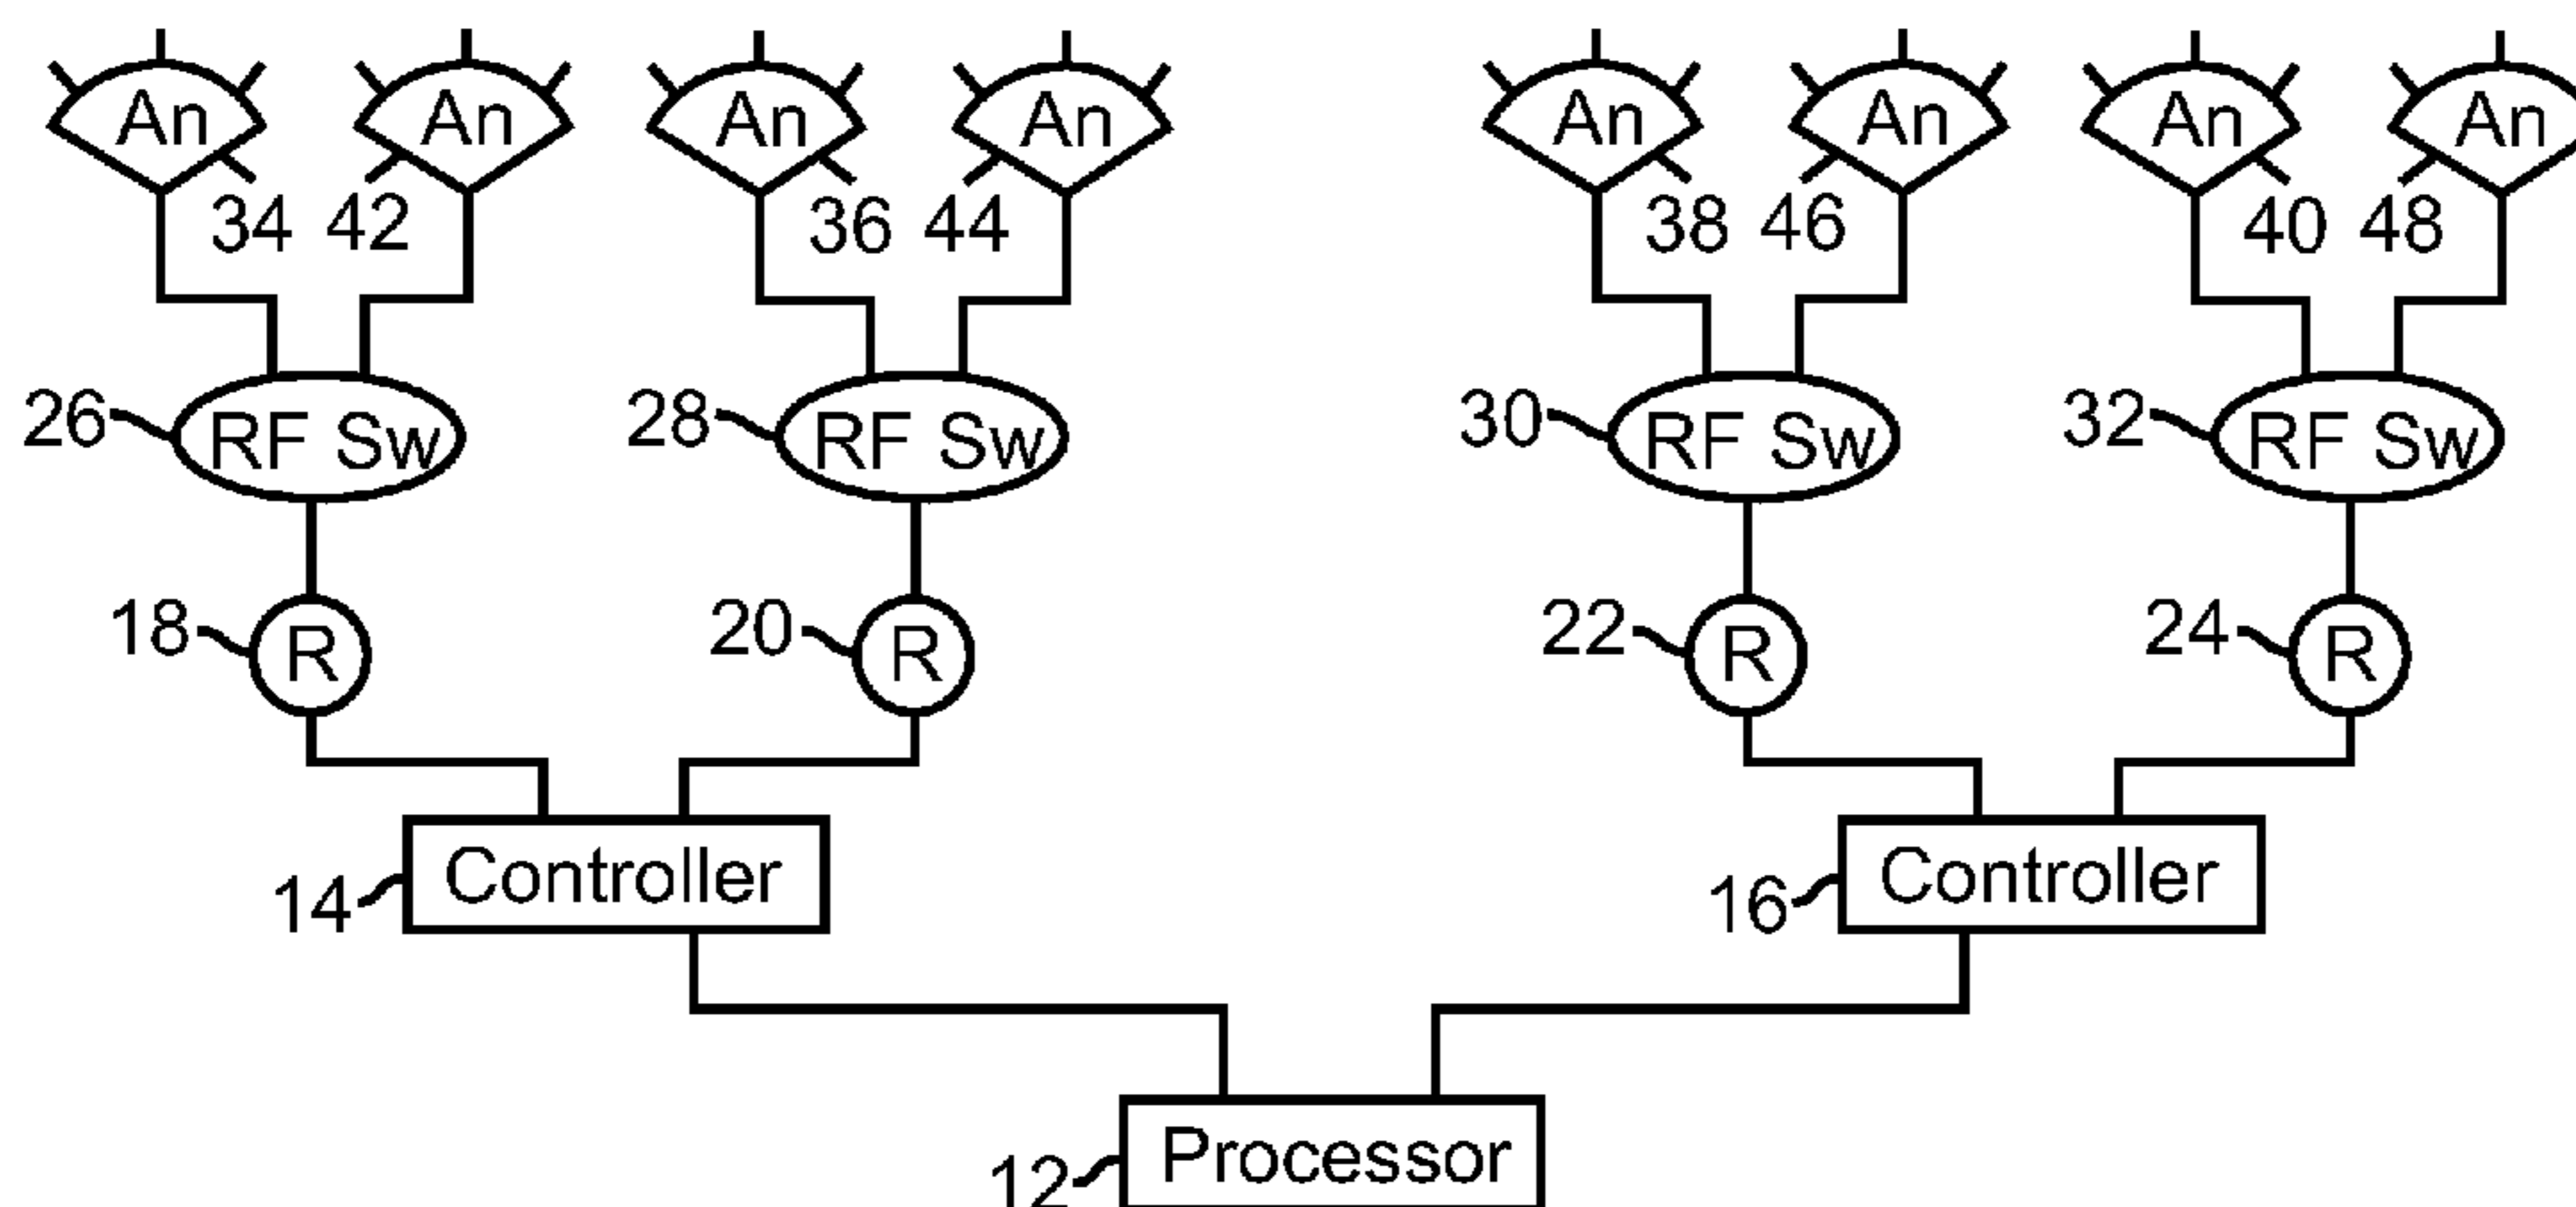 An An An An An An An An
34 42 36 44 38 46 40 48
26 RF Sw 28 RF Sw 30 RF Sw 32 RF Sw
18 R 20 R 22 R 24 R
14 Controller 16 Controller
12 Processor